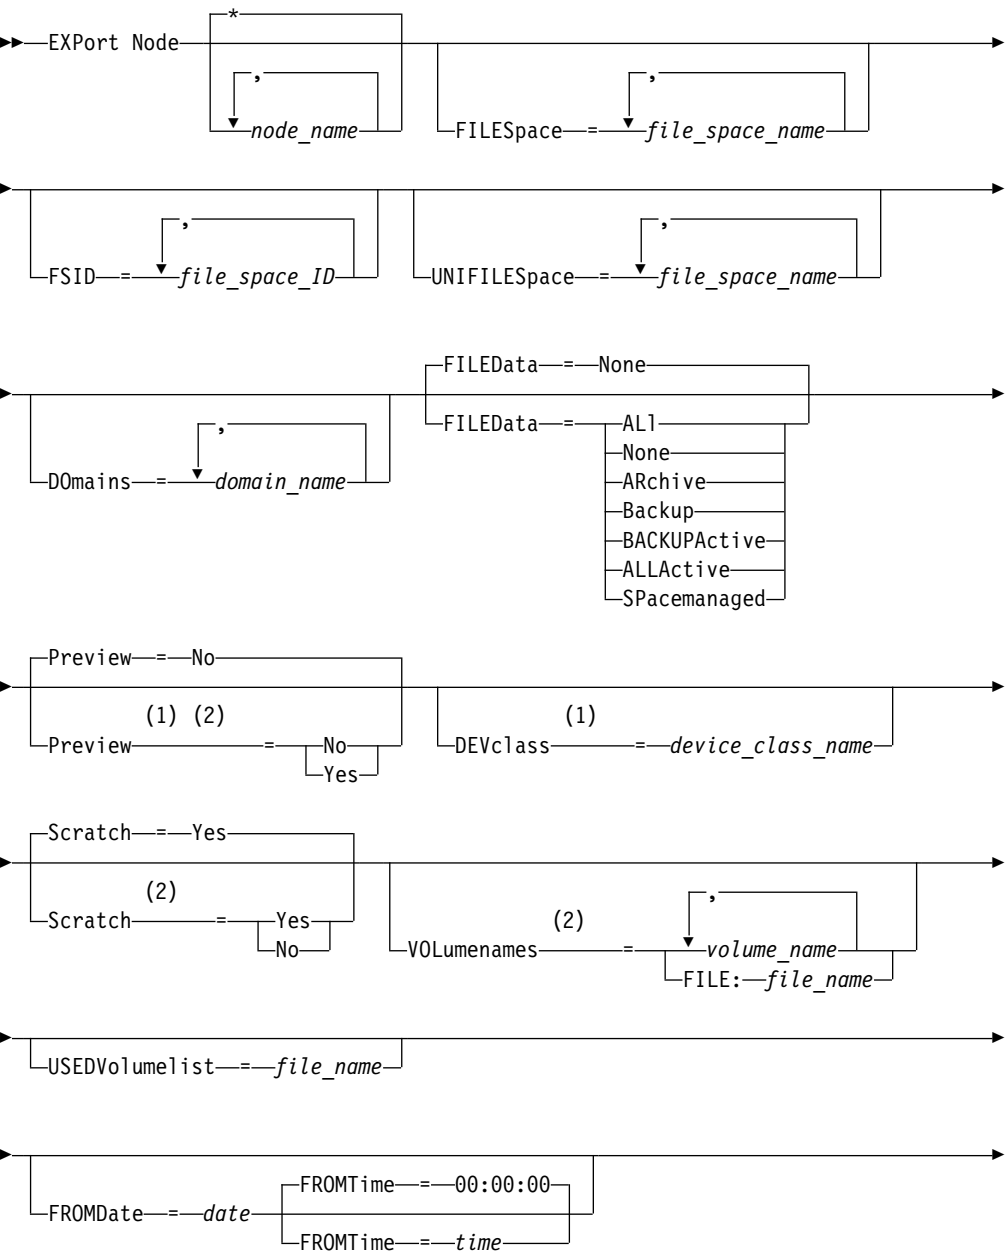 *
EXPort Node
, ,
node_name FILESpace = file_space_name
, ,
FSID = file_space_ID UNIFILESpace = file_space_name
FILEData = None
, FILEData = ALl
DOmains = domain_name None
ARchive
Backup
BACKUPActive
ALLActive
SPacemanaged
Preview = No
(1) (2) (1)
Preview = No DEVclass = device_class_name
Yes
Scratch = Yes
(2) ,
Scratch = Yes (2)
No VOLumenames = volume_name
FILE: file_name
USEDVolumelist = file_name
FROMTime = 00:00:00
FROMDate = date
FROMTime = time